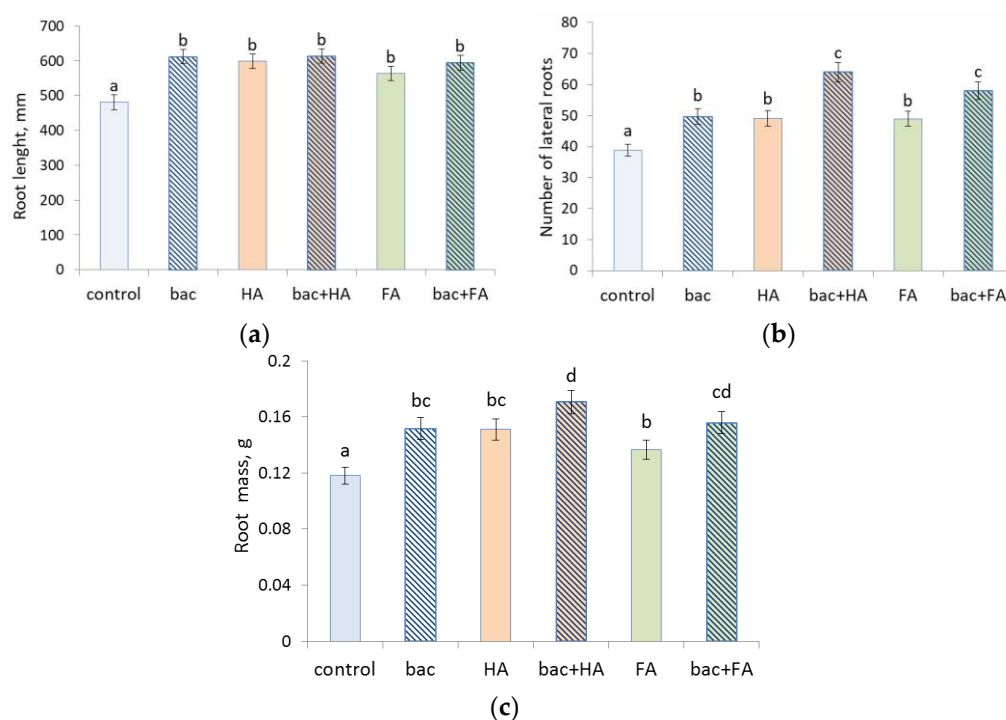 700
600
500
400
300
200
100
0
Root lenght, mm
a
b
b
b
b
b
control bac HA bac+HA FA bac+FA
(a)
80
70
60
50
40
30
20
10
0
Number of lateral roots
a
b
b
c
b
c
control bac HA bac+HA FA bac+FA
(b)
0.2
0.16
0.12
0.08
0.04
0
Root mass, g
a
bc
bc
d
b
cd
control bac HA bac+HA FA bac+FA
(c)